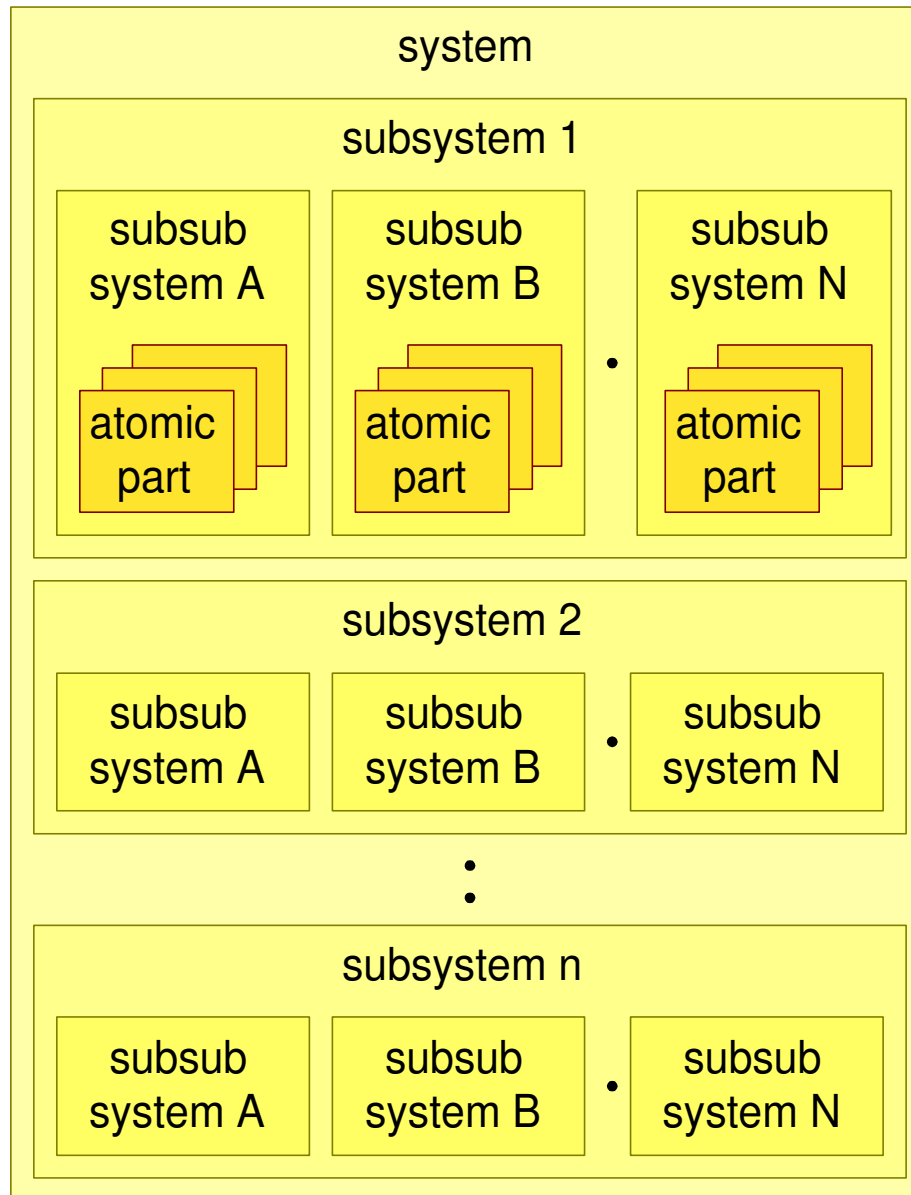 system
subsystem 1
subsub subsub subsub
system A system B system N
atomic atomic atomic
part part part
subsystem 2
subsub subsub subsub
system A system B system N
subsystem n
subsub subsub subsub
system A system B system N